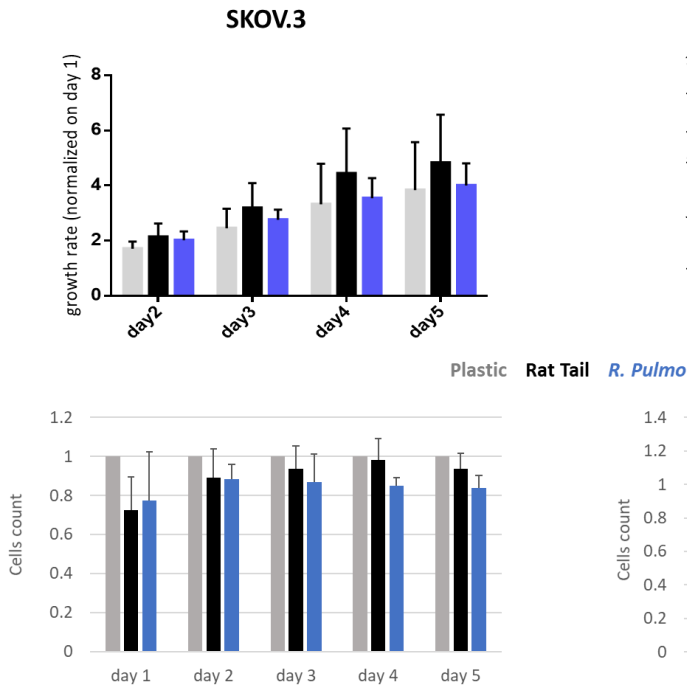 SKOV.3
growth rate (normalized on day 1)
8
6
4
2
0
day2 day3 day4 day5
Plastic Rat Tail R. Pulmo
Cells count
1.2
1
0.8
0.6
0.4
0.2
0
day 1 day 2 day 3 day 4 day 5
Cells count
1.4
1.2
1
0.8
0.6
0.4
0.2
0